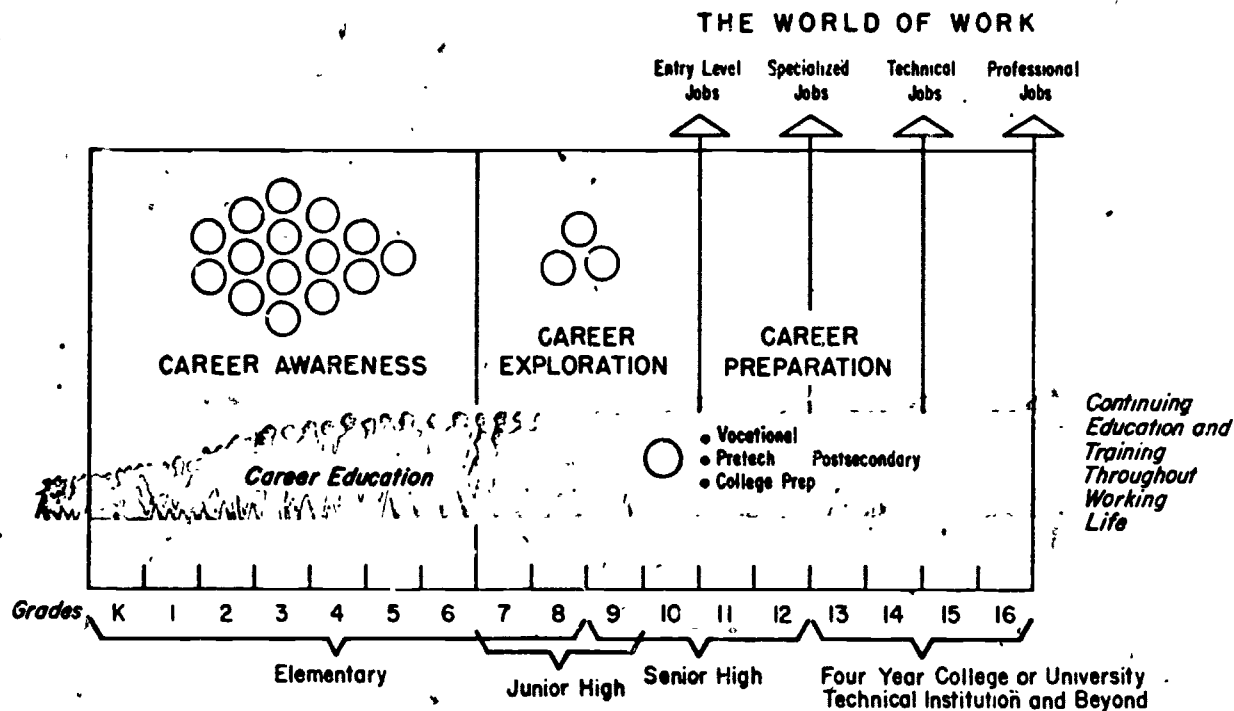 THE WORLD OF WORK
Entry Level Jobs
Specialized Jobs
Technical Jobs
Professional Jobs
CAREER AWARENESS
CAREER EXPLORATION
CAREER PREPARATION
Career Education
• Vocational
• Pretech
• College Prep
Postsecondary
Continuing
Education and
Training
Throughout
Working
Life
Grades K 1 2 3 4 5 6 7 8 9 10 11 12 13 14 15 16
Elementary
Junior High
Senior High
Four Year College or University
Technical Institution and Beyond